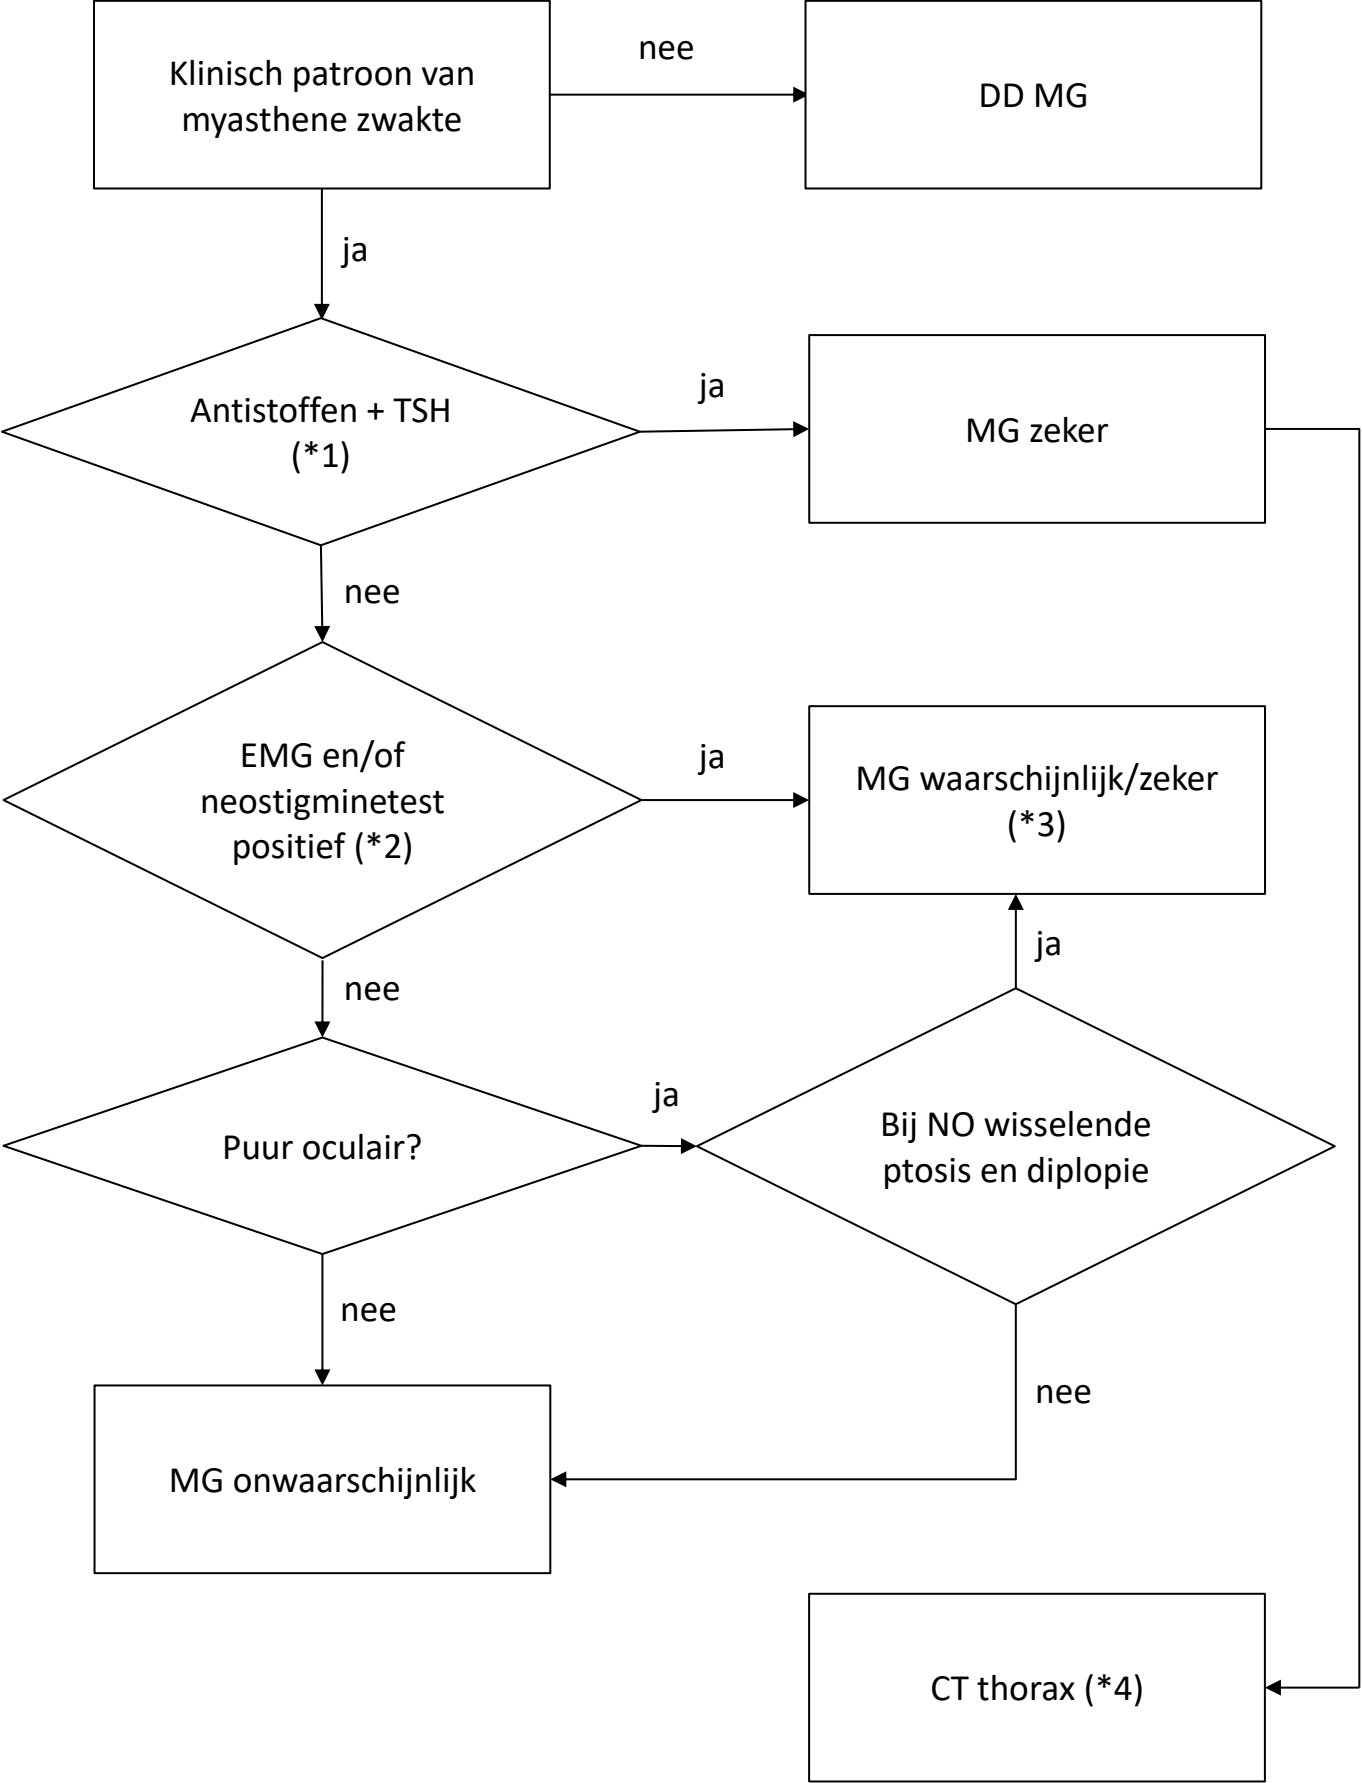 Klinisch patroon van
myasthene zwakte
nee
DD MG
ja
Antistoffen + TSH
(*1)
ja
MG zeker
nee
EMG en/of
neostigminetest
positief (*2)
ja
MG waarschijnlijk/zeker
(*3)
ja
nee
Puur oculair?
ja
Bij NO wisselende
ptosis en diplopie
nee
nee
MG onwaarschijnlijk
CT thorax (*4)